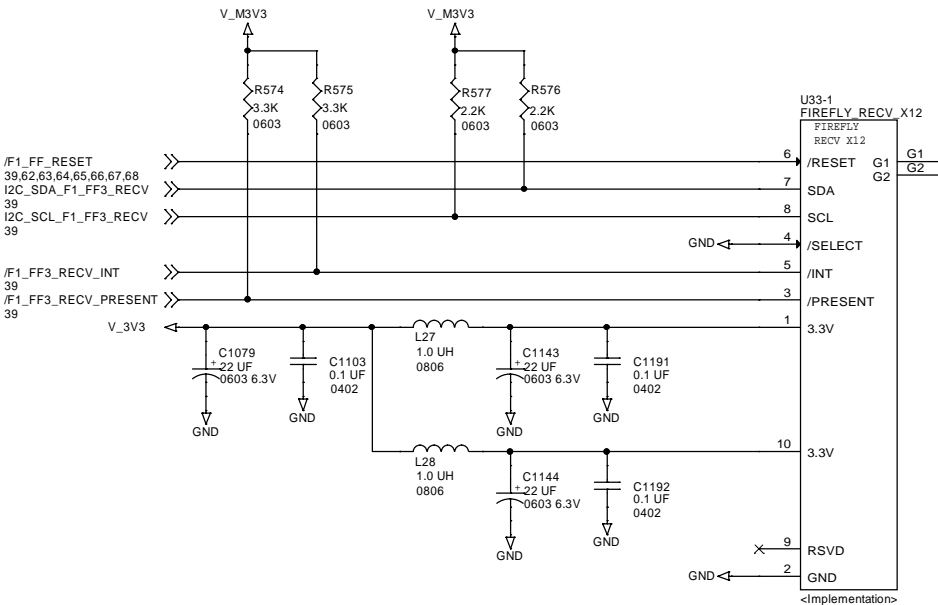 V_M3V3
V_M3V3
R574
3.3K
0603
R575
3.3K
0603
R577
2.2K
0603
R576
2.2K
0603
U33-1
FIREFLY_RECV_X12
FIREFLY
RECV X12
/F1_FF_RESET
39,62,63,64,65,66,67,68
6
/RESET
G1
G1
G2
G2
I2C_SDA_F1_FF3_RECV
39
7
SDA
I2C_SCL_F1_FF3_RECV
39
8
SCL
GND
4
/SELECT
/F1_FF3_RECV_INT
39
5
/INT
/F1_FF3_RECV_PRESENT
39
3
/PRESENT
V_3V3
1
3.3V
L27
1.0 UH
0806
C1079
+
22 UF
0603 6.3V
GND
C1103
0.1 UF
0402
GND
C1143
+
22 UF
0603 6.3V
GND
C1191
0.1 UF
0402
GND
10
3.3V
L28
1.0 UH
0806
C1144
+
22 UF
0603 6.3V
GND
C1192
0.1 UF
0402
GND
9
RSVD
GND
2
GND
<Implementation>